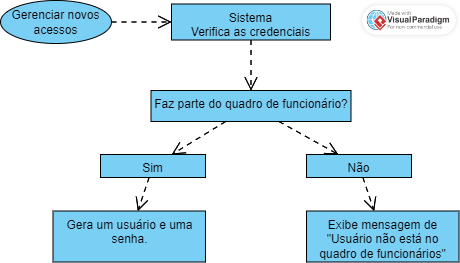 Gerenciar novos
acessos
Sistema
Verifica as credenciais
Made with
Visual Paradigm
For non-commercial use
Faz parte do quadro de funcionário?
Sim
Não
Gera um usuário e uma
senha.
Exibe mensagem de
"Usuário não está no
quadro de funcionários"